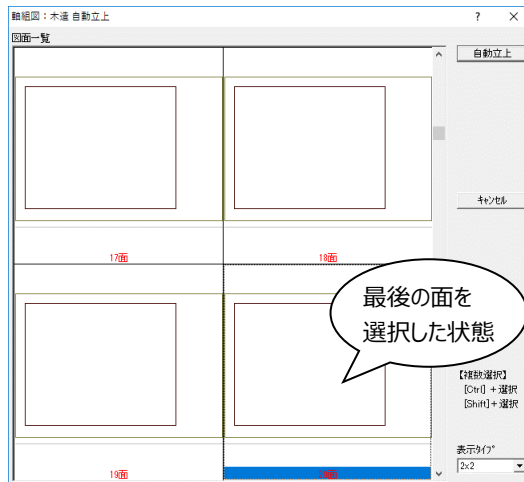 軸組図：木造 自動立上
? ×
図面一覧
自動立上
17面
18面
ｷｬﾝｾﾙ
最後の面を
選択した状態
【複数選択】
[Ctrl] +選択
[Shift]+選択
表示ﾀｲﾌﾟ
2x2
19面